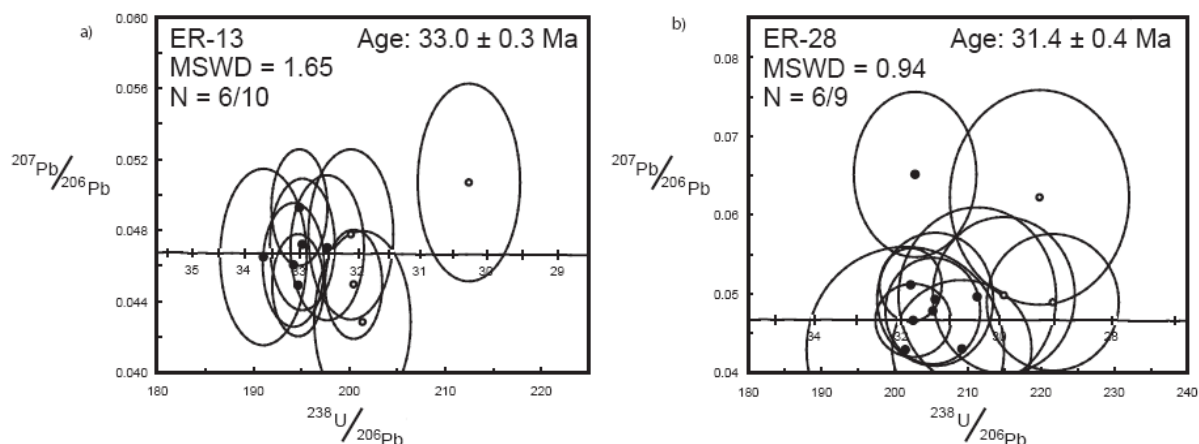 a)
ER-13 Age: 33.0 ± 0.3 Ma
MSWD = 1.65
N = 6/10
0.060
0.056
0.052
0.048
0.044
0.040
207Pb/206Pb
35 34 33 32 31 30 29
180 190 200 210 220
238U/206Pb
b)
ER-28 Age: 31.4 ± 0.4 Ma
MSWD = 0.94
N = 6/9
0.08
0.07
0.06
0.05
0.04
207Pb/206Pb
34 32 30 28
180 190 200 210 220 230 240
238U/206Pb